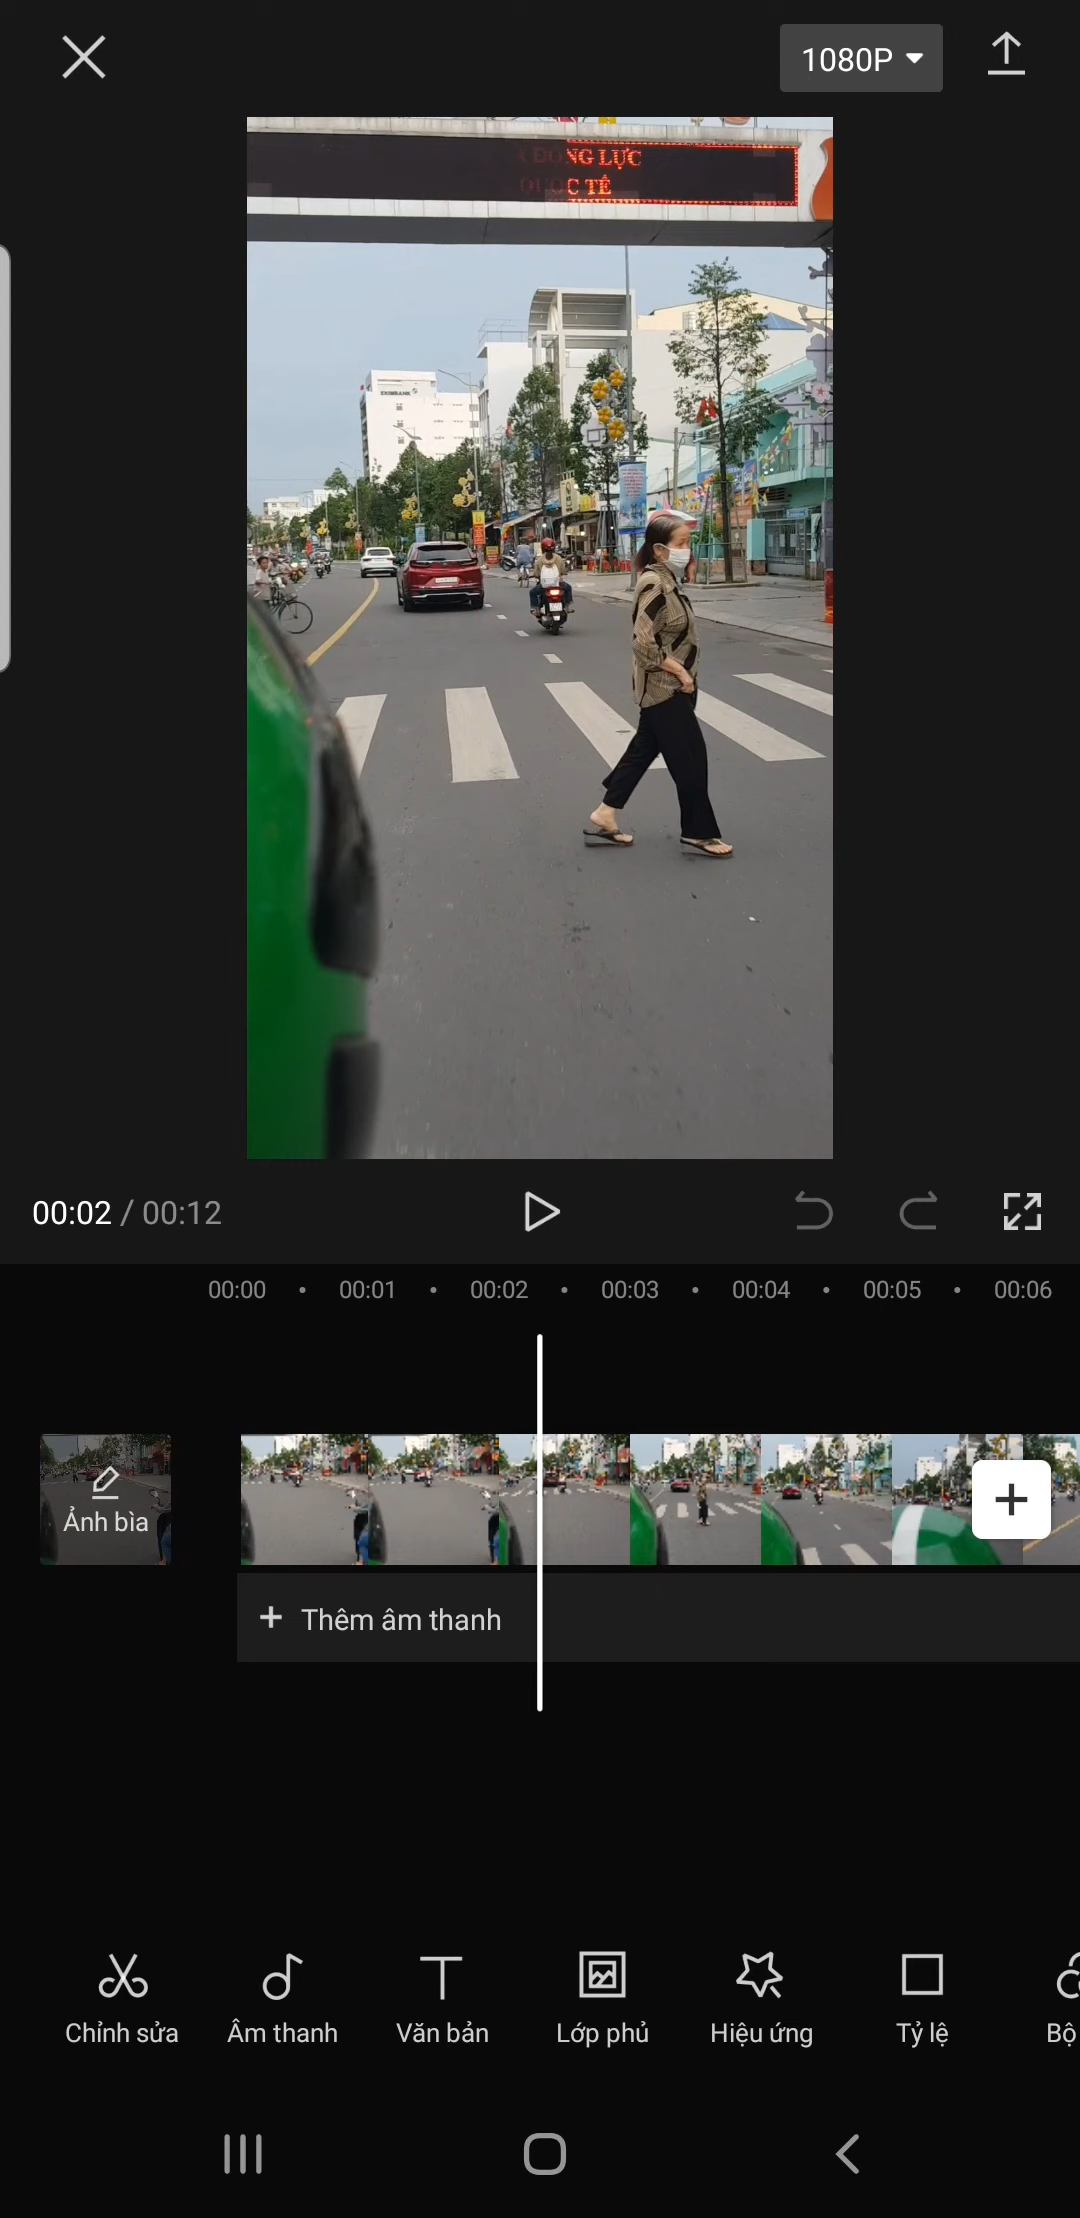 1080P
NG LỰC
C TẾ
EXIMBANK
00:02 / 00:12
00:00 00:01 00:02 00:03 00:04 00:05 00:06
Ảnh bìa
Thêm âm thanh
Chỉnh sửa Âm thanh Văn bản Lớp phủ Hiệu ứng Tỷ lệ Bộ